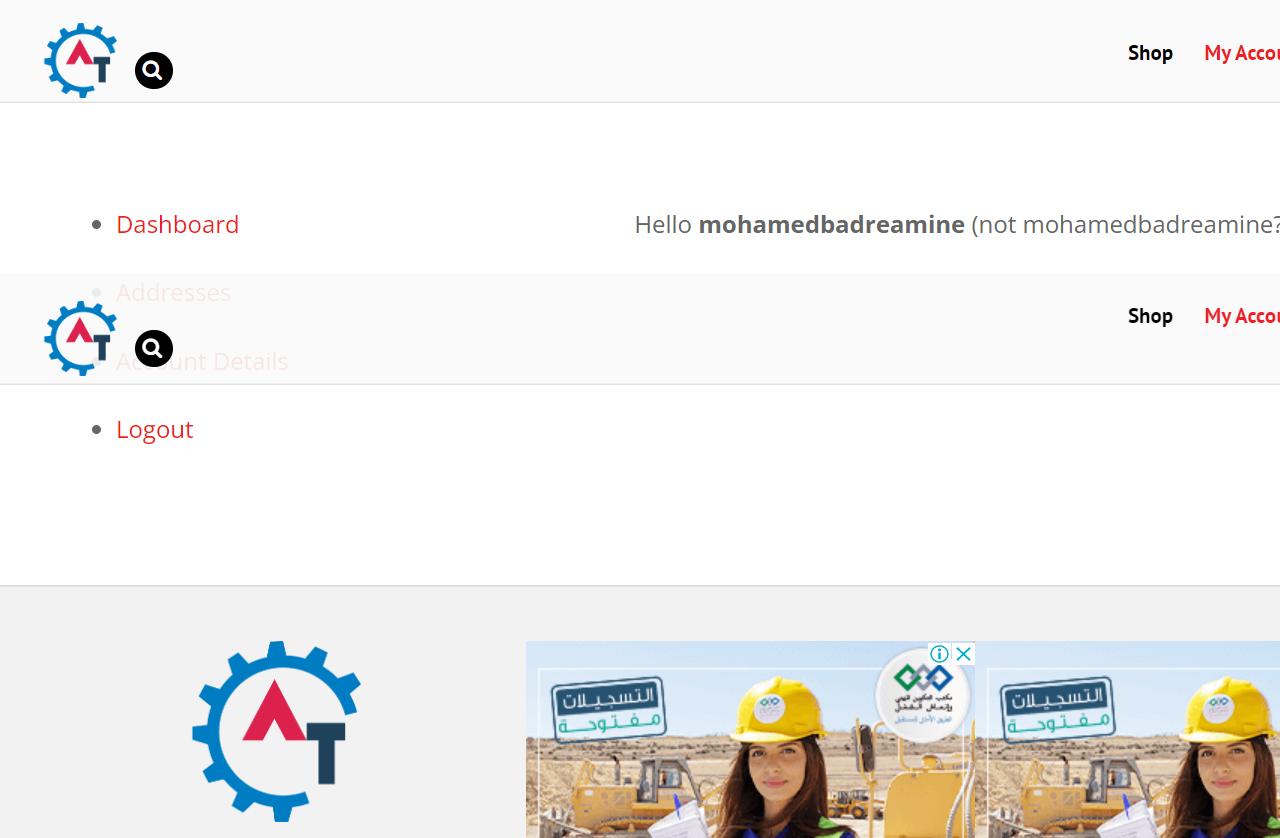 AT
Shop My Accou
Dashboard
Hello mohamedbadreamine (not mohamedbadreamine?
Addresses
AT
Shop My Accou
Account Details
Logout
AT
مكتب التكوين المهني
وإنعاش الشغل
التسجيلات
مفتوحة
التسجيلات
مفتوحة